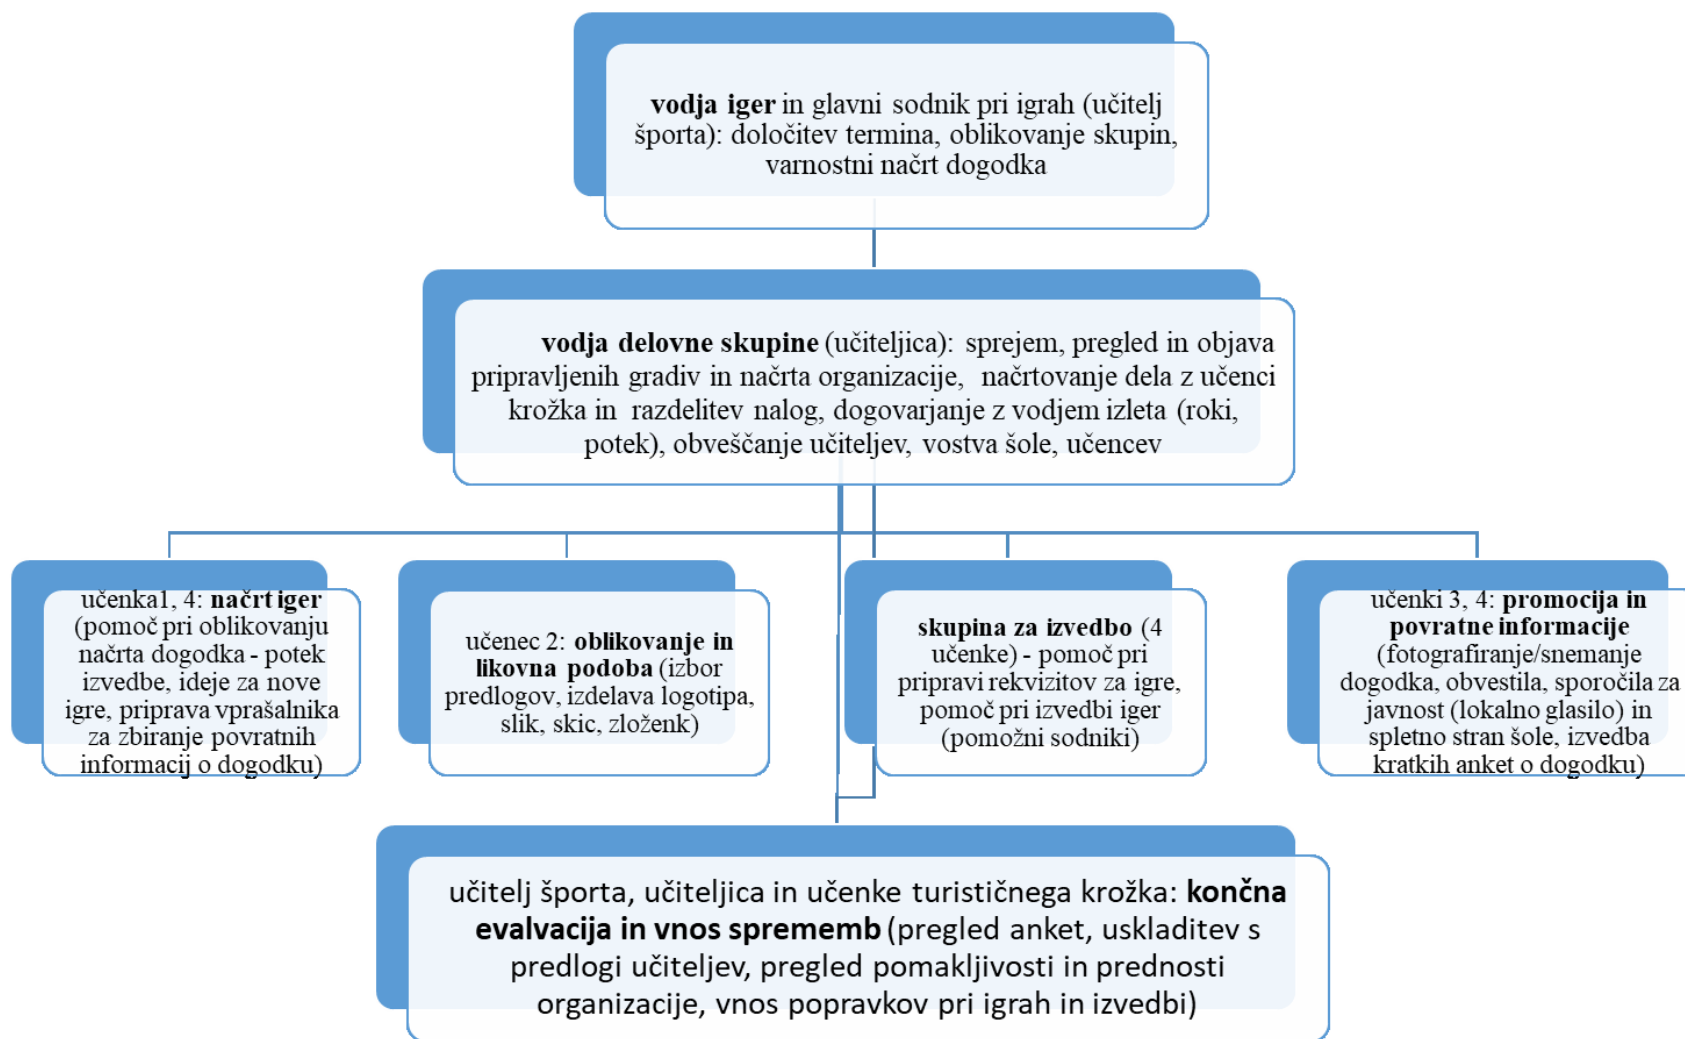 vodja iger in glavni sodnik pri igrah (učitelj
športa): določitev termina, oblikovanje skupin,
varnostni načrt dogodka
vodja delovne skupine (učiteljica): sprejem, pregled in objava
pripravljenih gradiv in načrta organizacije, načrtovanje dela z učenci
krožka in razdelitev nalog, dogovarjanje z vodjem izleta (roki,
potek), obveščanje učiteljev, vostva šole, učencev
učenka1, 4: načrt iger
(pomoč pri oblikovanju
načrta dogodka - potek
izvedbe, ideje za nove
igre, priprava vprašalnika
za zbiranje povratnih
informacij o dogodku)
učenec 2: oblikovanje in
likovna podoba (izbor
predlogov, izdelava logotipa,
slik, skic, zloženk)
skupina za izvedbo (4
učenke) - pomoč pri
pripravi rekvizitov za igre,
pomoč pri izvedbi iger
(pomožni sodniki)
učenki 3, 4: promocija in
povratne informacije
(fotografiranje/snemanje
dogodka, obvestila, sporočila za
javnost (lokalno glasilo) in
spletno stran šole, izvedba
kratkih anket o dogodku)
učitelj športa, učiteljica in učenke turističnega krožka: končna
evalvacija in vnos sprememb (pregled anket, uskladitev s
predlogi učiteljev, pregled pomakljivosti in prednosti
organizacije, vnos popravkov pri igrah in izvedbi)